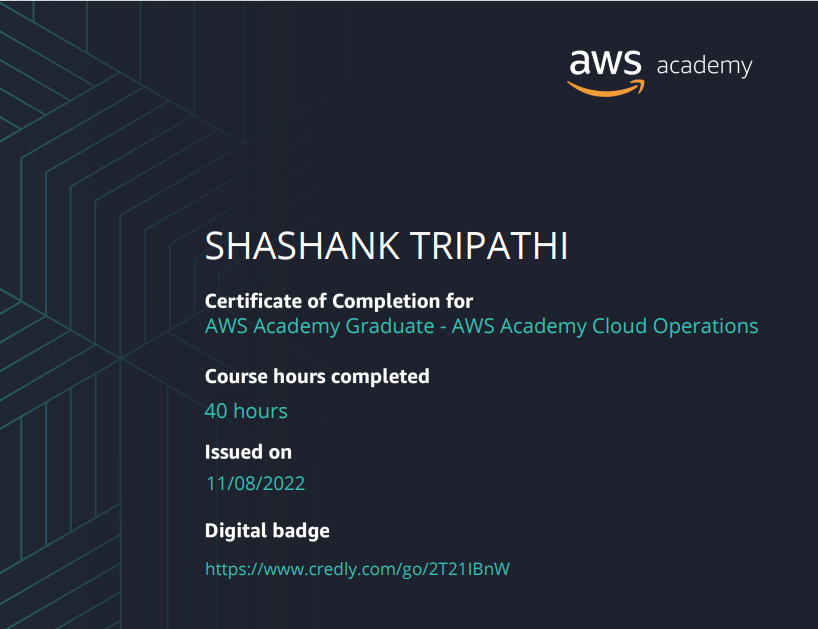 aws academy
SHASHANK TRIPATHI
Certificate of Completion for
AWS Academy Graduate - AWS Academy Cloud Operations
Course hours completed
40 hours
Issued on
11/08/2022
Digital badge
https://www.credly.com/go/2T21IBnW